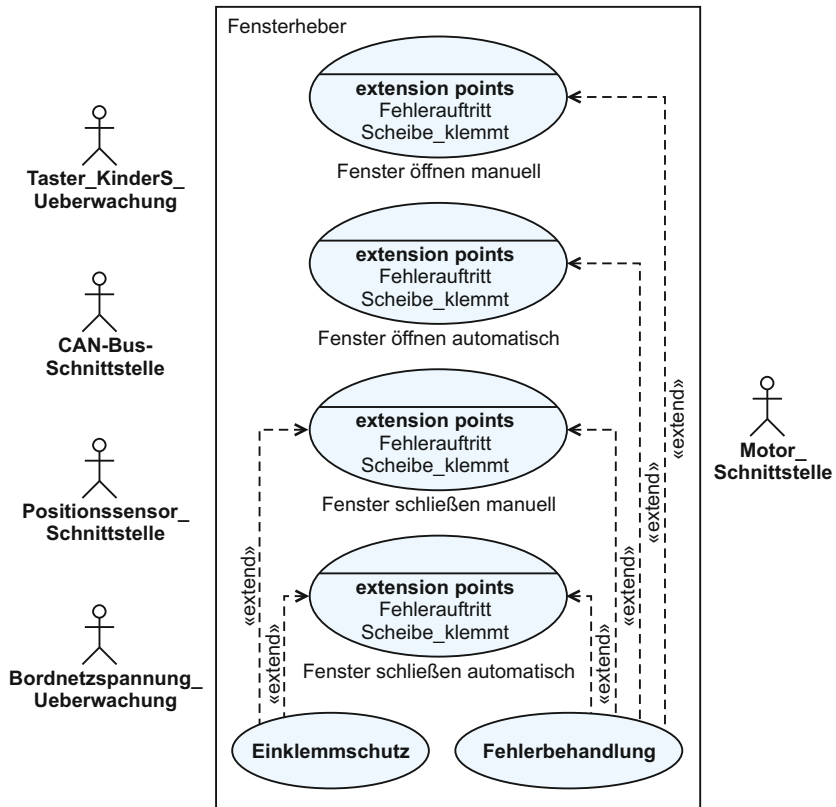 Fensterheber
extension points
Fehlerauftritt
Scheibe_klemmt
Fenster öffnen manuell
Taster_KinderS_
Ueberwachung
extension points
Fehlerauftritt
Scheibe_klemmt
Fenster öffnen automatisch
CAN-Bus-
Schnittstelle
extension points
Fehlerauftritt
Scheibe_klemmt
Fenster schließen manuell
Positionssensor_
Schnittstelle
Motor_
Schnittstelle
extension points
Fehlerauftritt
Scheibe_klemmt
Fenster schließen automatisch
Bordnetzspannung_
Ueberwachung
«extend»
«extend»
«extend»
«extend»
«extend»
«extend»
Einklemmschutz
Fehlerbehandlung